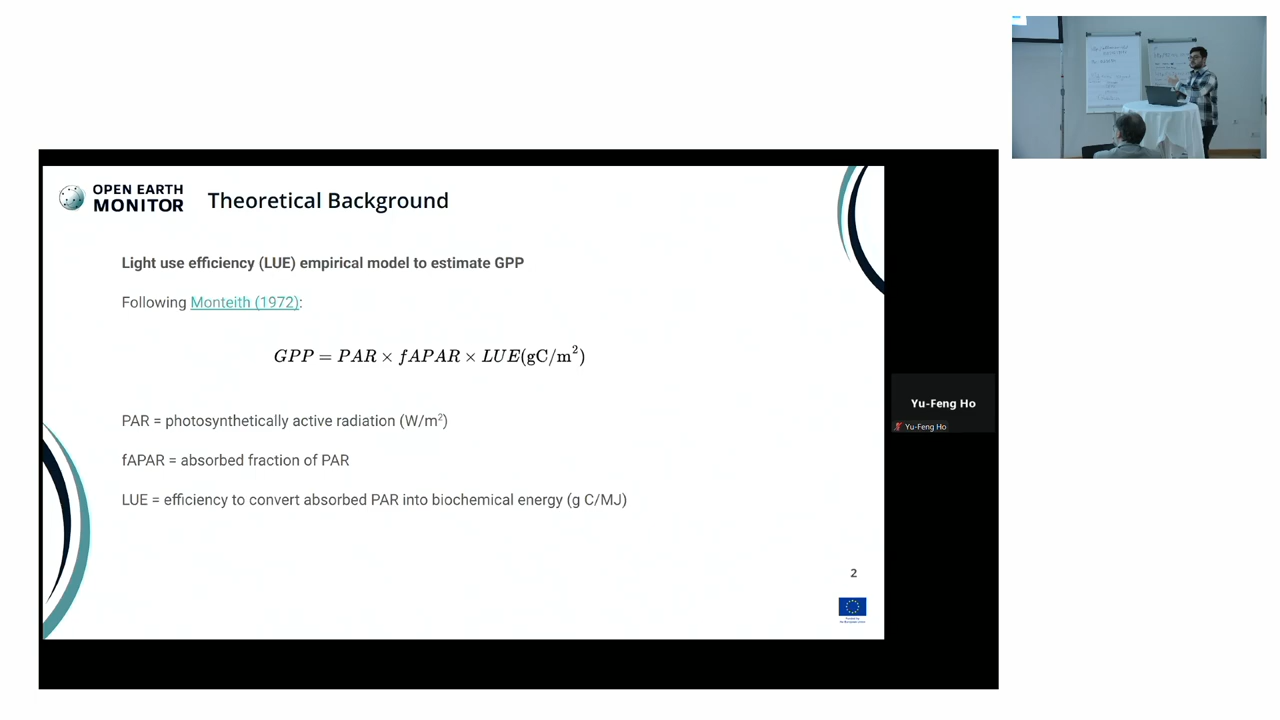 OPEN EARTH
MONITOR
Theoretical Background
Light use efficiency (LUE) empirical model to estimate GPP
Following Monteith (1972):
GPP = PAR × fAPAR × LUE(gC/m²)
PAR = photosynthetically active radiation (W/m²)
fAPAR = absorbed fraction of PAR
LUE = efficiency to convert absorbed PAR into biochemical energy (g C/MJ)
2
Yu-Feng Ho
Yu-Feng Ho